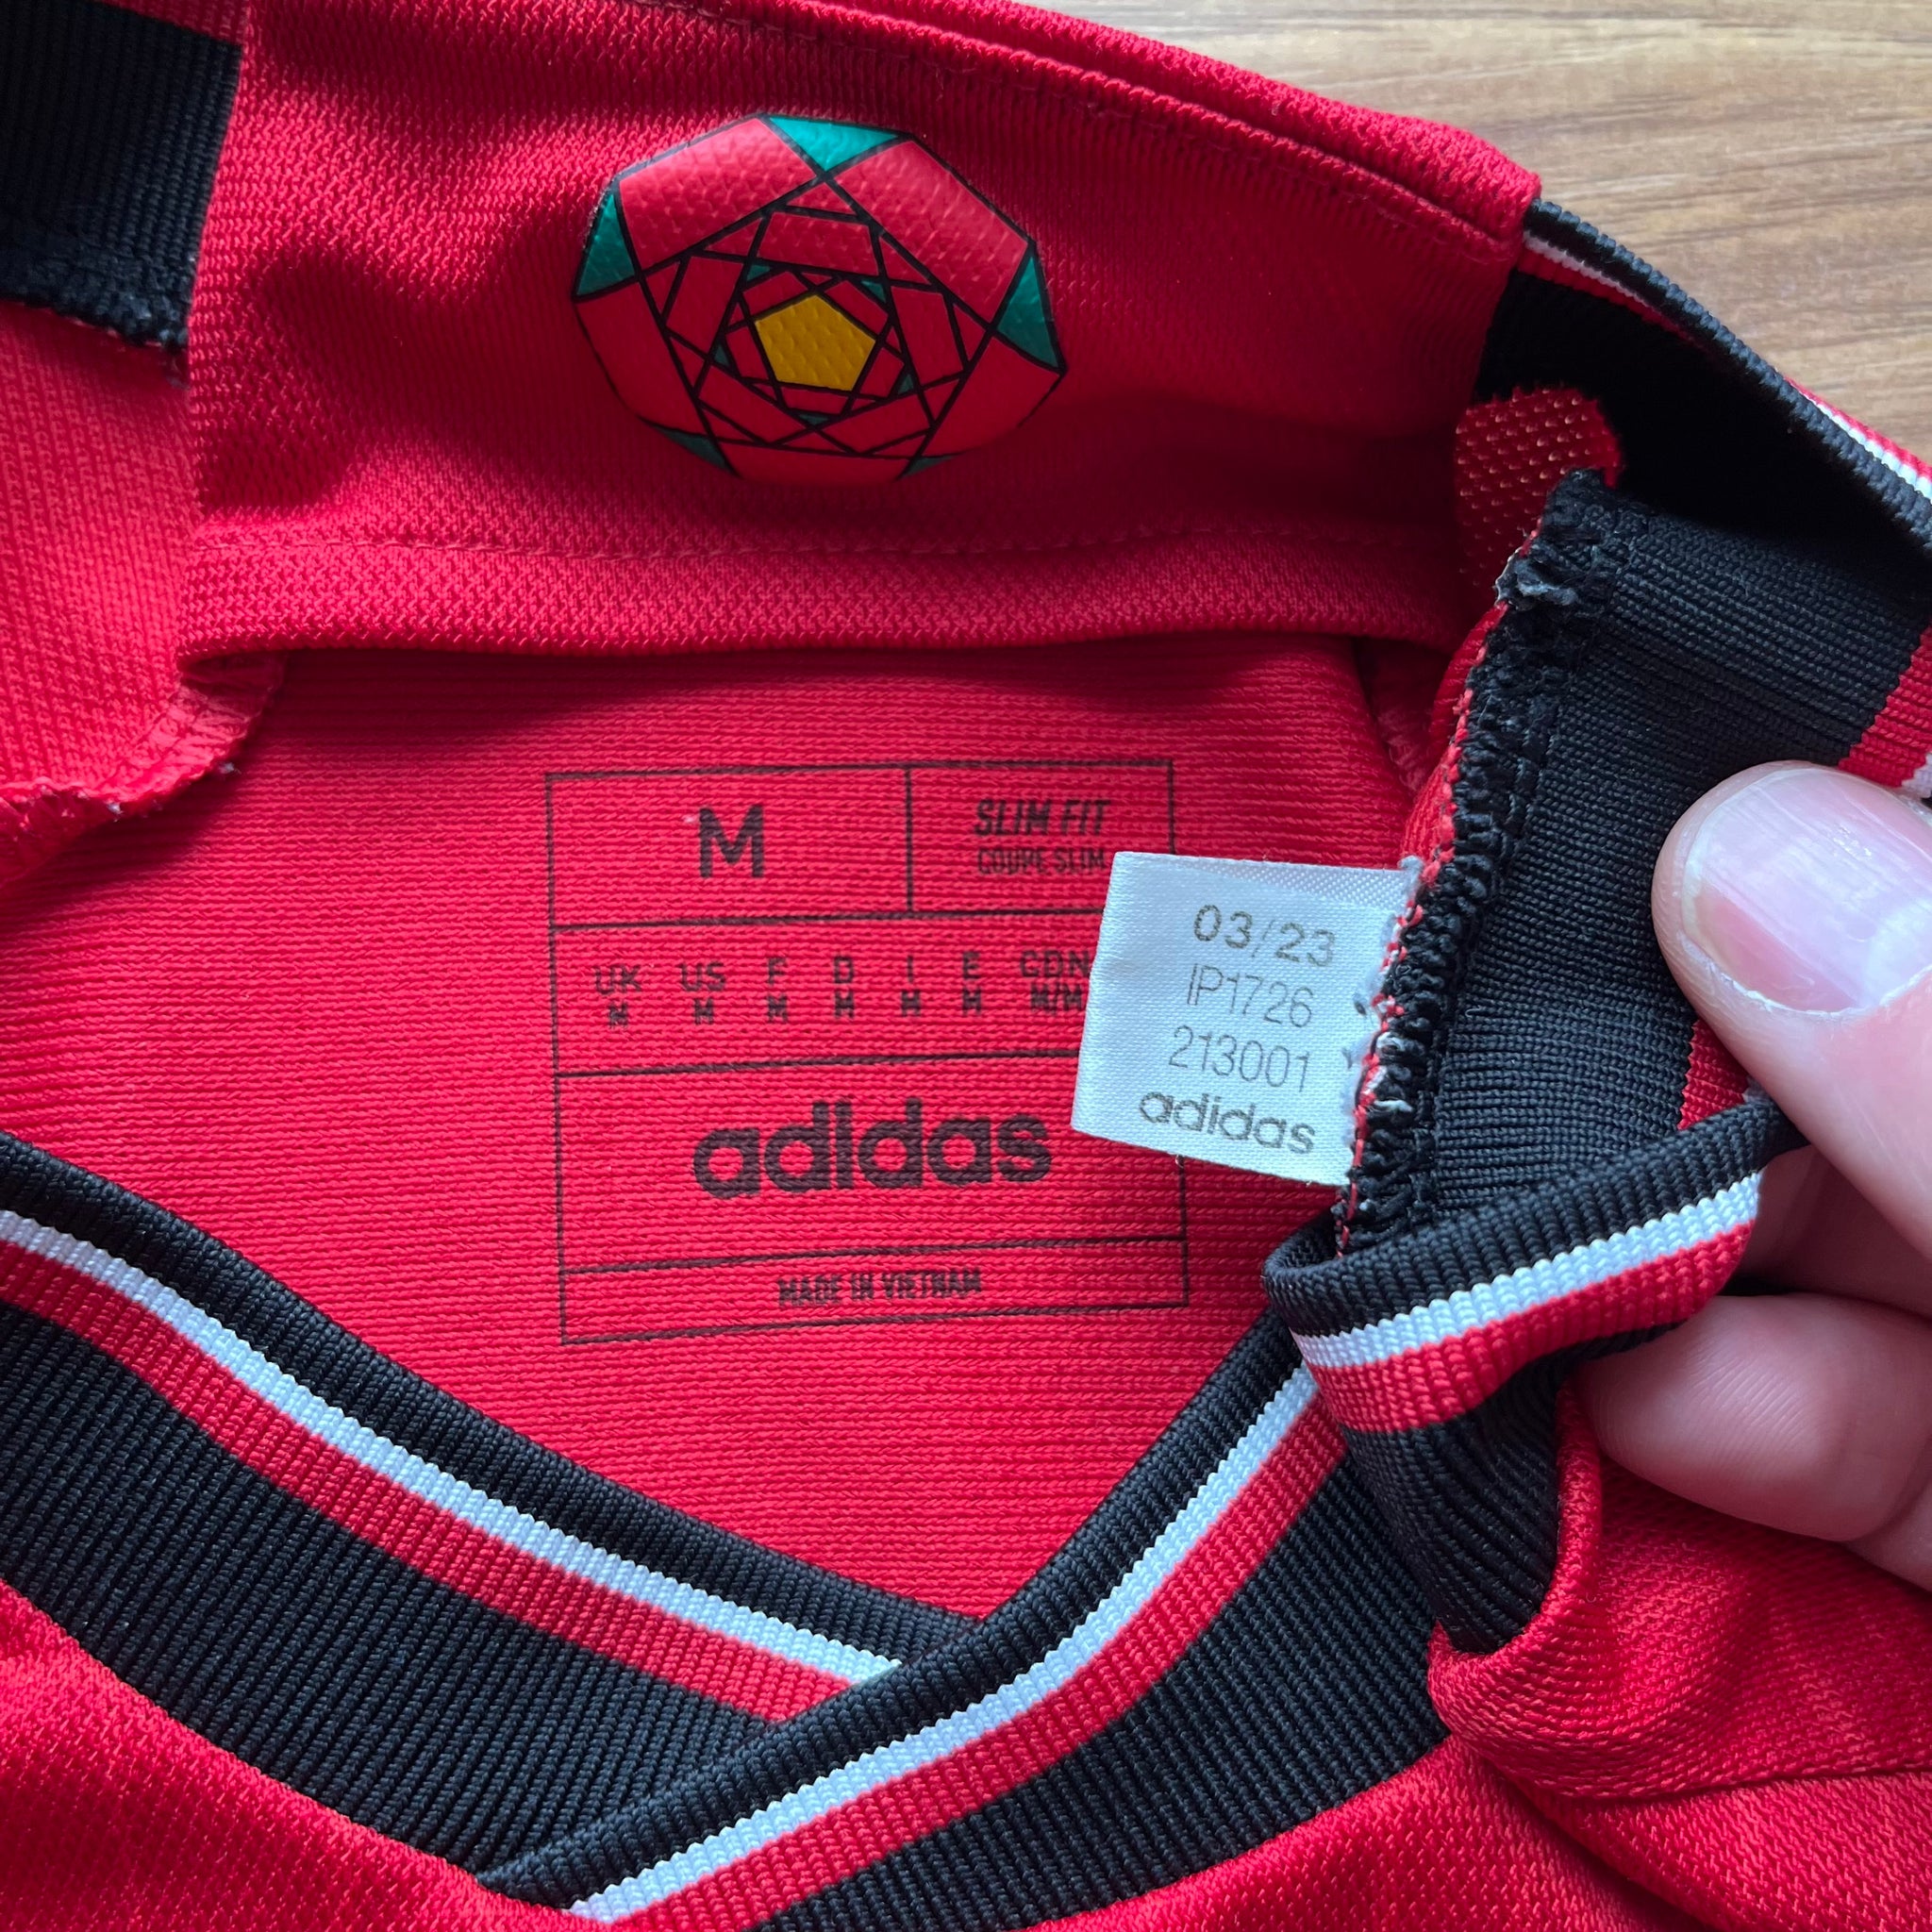 M
SLIM FIT
COUPE SLIM
UK US F D I E CDN
M M M M M M M/M
adidas
MADE IN VIETNAM
03/23
IP1726
213001
adidas